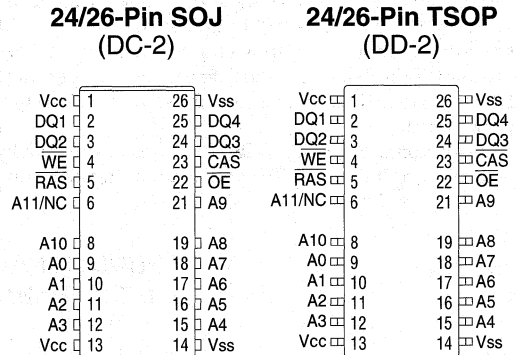 24/26-Pin SOJ
(DC-2)
Vcc 1 26 Vss
DQ1 2 25 DQ4
DQ2 3 24 DQ3
WE 4 23 CAS
RAS 5 22 OE
A11/NC 6 21 A9
A10 8 19 A8
A0 9 18 A7
A1 10 17 A6
A2 11 16 A5
A3 12 15 A4
Vcc 13 14 Vss
24/26-Pin TSOP
(DD-2)
Vcc 1 26 Vss
DQ1 2 25 DQ4
DQ2 3 24 DQ3
WE 4 23 CAS
RAS 5 22 OE
A11/NC 6 21 A9
A10 8 19 A8
A0 9 18 A7
A1 10 17 A6
A2 11 16 A5
A3 12 15 A4
Vcc 13 14 Vss